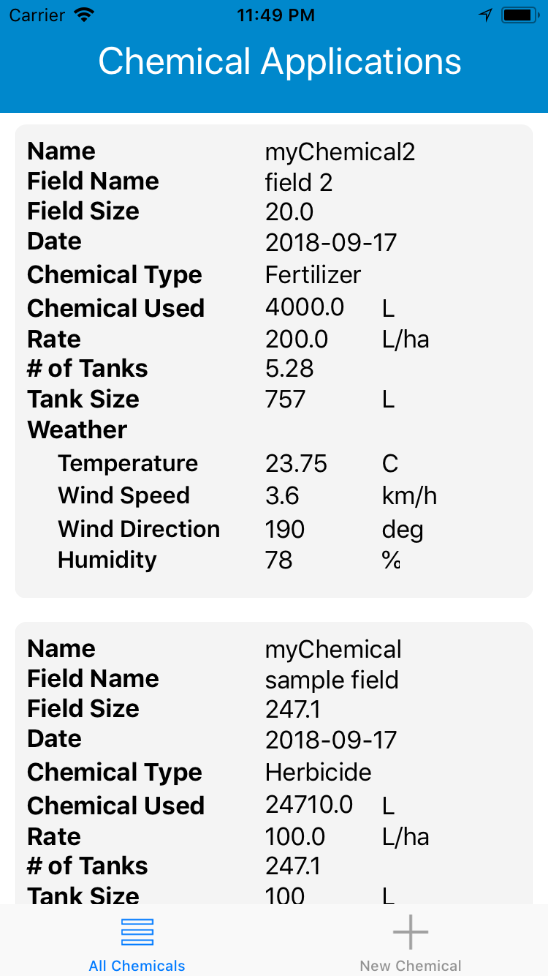 Carrier 11:49 PM
Chemical Applications
Name myChemical2
Field Name field 2
Field Size 20.0
Date 2018-09-17
Chemical Type Fertilizer
Chemical Used 4000.0 L
Rate 200.0 L/ha
# of Tanks 5.28
Tank Size 757 L
Weather
Temperature 23.75 C
Wind Speed 3.6 km/h
Wind Direction 190 deg
Humidity 78 %
Name myChemical
Field Name sample field
Field Size 247.1
Date 2018-09-17
Chemical Type Herbicide
Chemical Used 24710.0 L
Rate 100.0 L/ha
# of Tanks 247.1
Tank Size 100 L
All Chemicals New Chemical